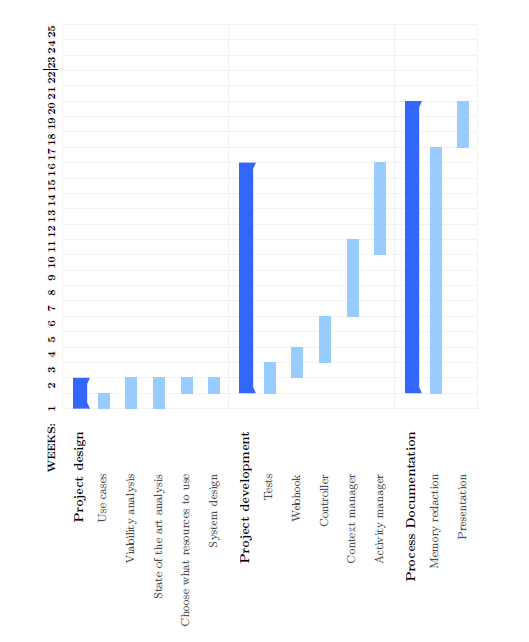 WEEKS: 1 2 3 4 5 6 7 8 9 10 11 12 13 14 15 16 17 18 19 20 21 22 23 24 25
Project design
Use cases
Viability analysis
State of the art analysis
Choose what resources to use
System design
Project development
Tests
Webhook
Controller
Context manager
Activity manager
Process Documentation
Memory redaction
Presentation